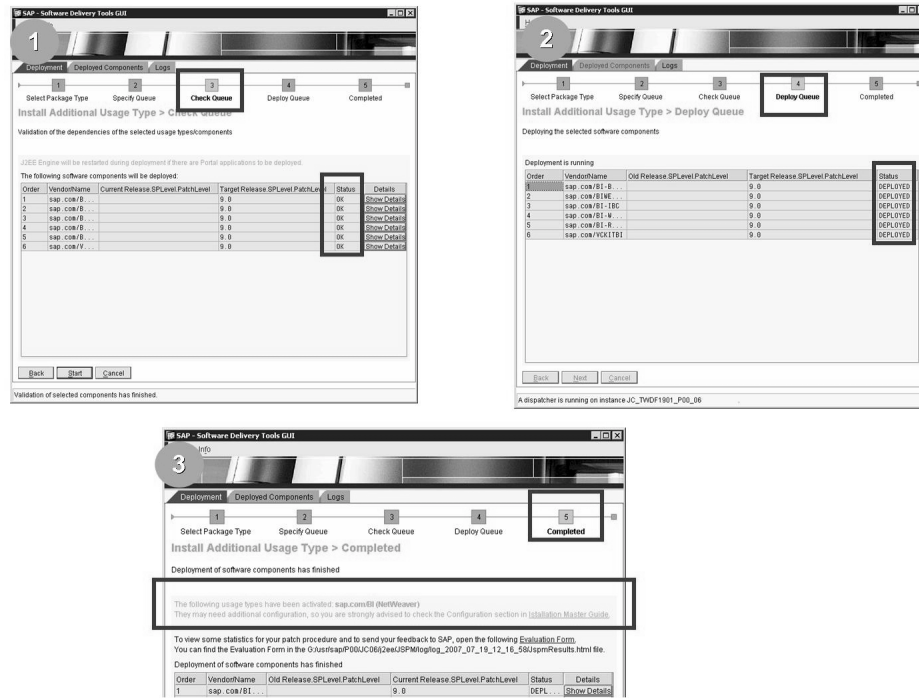 SAP - Software Delivery Tools GUI
1
Deployment Deployed Components Logs
1 2 3 4 5
Select Package Type Specify Queue Check Queue Deploy Queue Completed
Install Additional Usage Type > Check Queue
Validation of the dependencies of the selected usage types/components
J2EE Engine will be restarted during deployment if there are Portal applications to be deployed.
The following software components will be deployed:
Order Vendor/Name Current Release.SPLevel.PatchLevel Target Release.SPLevel.PatchLevel Status Details
1 sap.com/B... 9.0 OK Show Details
2 sap.com/B... 9.0 OK Show Details
3 sap.com/B... 9.0 OK Show Details
4 sap.com/B... 9.0 OK Show Details
5 sap.com/B... 9.0 OK Show Details
6 sap.com/V... 9.0 OK Show Details
Back Start Cancel
Validation of selected components has finished.
SAP - Software Delivery Tools GUI
2
Deployment Deployed Components Logs
1 2 3 4 5
Select Package Type Specify Queue Check Queue Deploy Queue Completed
Install Additional Usage Type > Deploy Queue
Deploying the selected software components
Deployment is running
Order Vendor/Name Old Release.SPLevel.PatchLevel Target Release.SPLevel.PatchLevel Status
1 sap.com/BI-B... 9.0 DEPLOYED
2 sap.com/BIWE... 9.0 DEPLOYED
3 sap.com/BI-IBC 9.0 DEPLOYED
4 sap.com/BI-W... 9.0 DEPLOYED
5 sap.com/BI-R... 9.0 DEPLOYED
6 sap.com/VCKITBI 9.0 DEPLOYED
Back Next Cancel
A dispatcher is running on instance JC_TWDF1901_P00_06
SAP - Software Delivery Tools GUI
Info
3
Deployment Deployed Components Logs
1 2 3 4 5
Select Package Type Specify Queue Check Queue Deploy Queue Completed
Install Additional Usage Type > Completed
Deployment of software components has finished
The following usage types have been activated: sap.com/BI (NetWeaver)
They may need additional configuration, so you are strongly advised to check the Configuration section in Istallation Master Guide.
To view some statistics for your patch procedure and to send your feedback to SAP, open the following Evaluation Form.
You can find the Evaluation Form in the G:/usr/sap/P00/JC06/j2ee/JSPM/log/log_2007_07_19_12_16_58/JspmResults.html file.
Deployment of software components has finished
Order Vendor/Name Old Release.SPLevel.PatchLevel Current Release.SPLevel.PatchLevel Status Details
1 sap.com/BI... 9.0 DEPL... Show Details